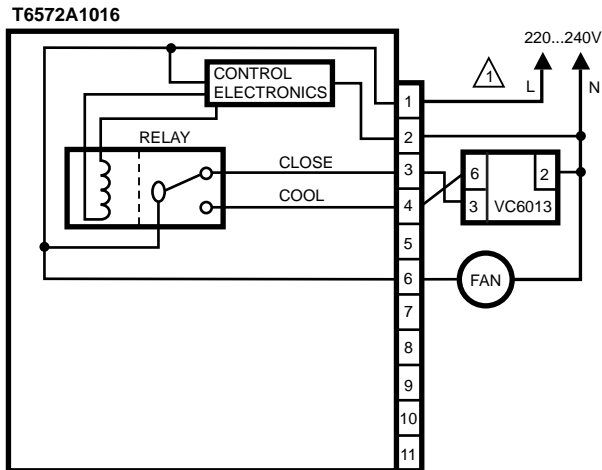 T6572A1016
220...240V
CONTROL
ELECTRONICS
1
L
N
1
2
RELAY
CLOSE
3
6
2
COOL
4
3
VC6013
5
6
FAN
7
8
9
10
11